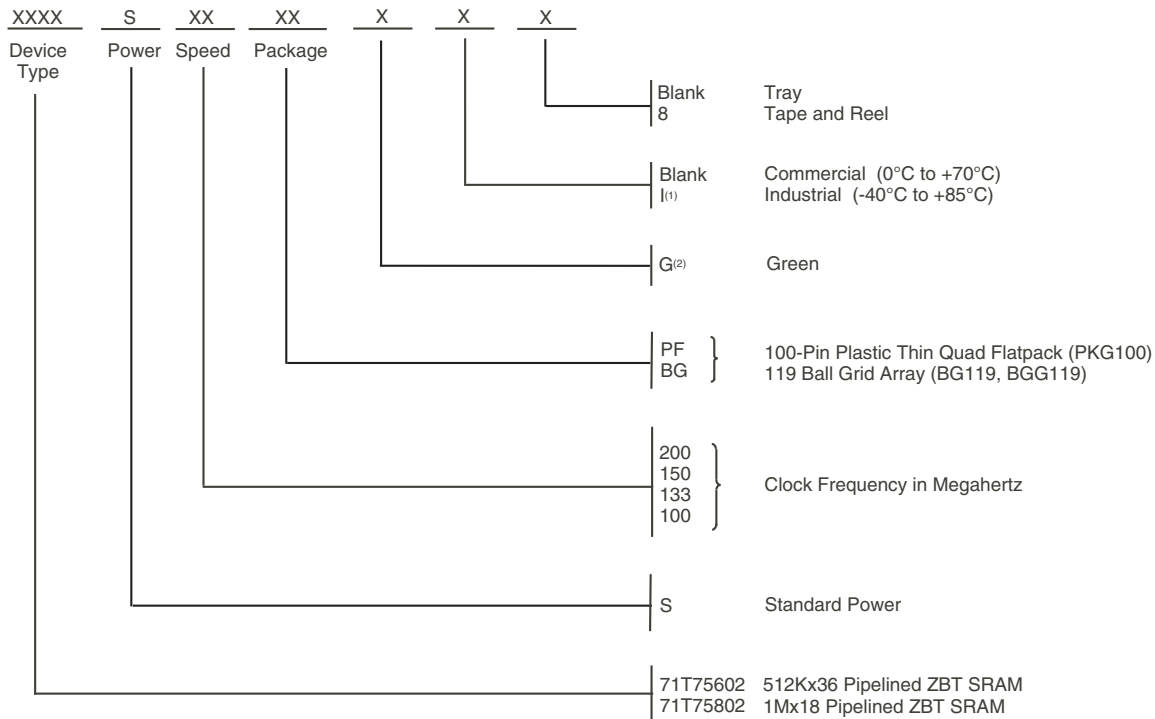 XXXX S XX XX X X X
Device Type Power Speed Package
Blank Tray
8 Tape and Reel
Blank Commercial (0°C to +70°C)
I(1) Industrial (-40°C to +85°C)
G(2) Green
PF 100-Pin Plastic Thin Quad Flatpack (PKG100)
BG 119 Ball Grid Array (BG119, BGG119)
200
150
133
100
Clock Frequency in Megahertz
S Standard Power
71T75602 512Kx36 Pipelined ZBT SRAM
71T75802 1Mx18 Pipelined ZBT SRAM